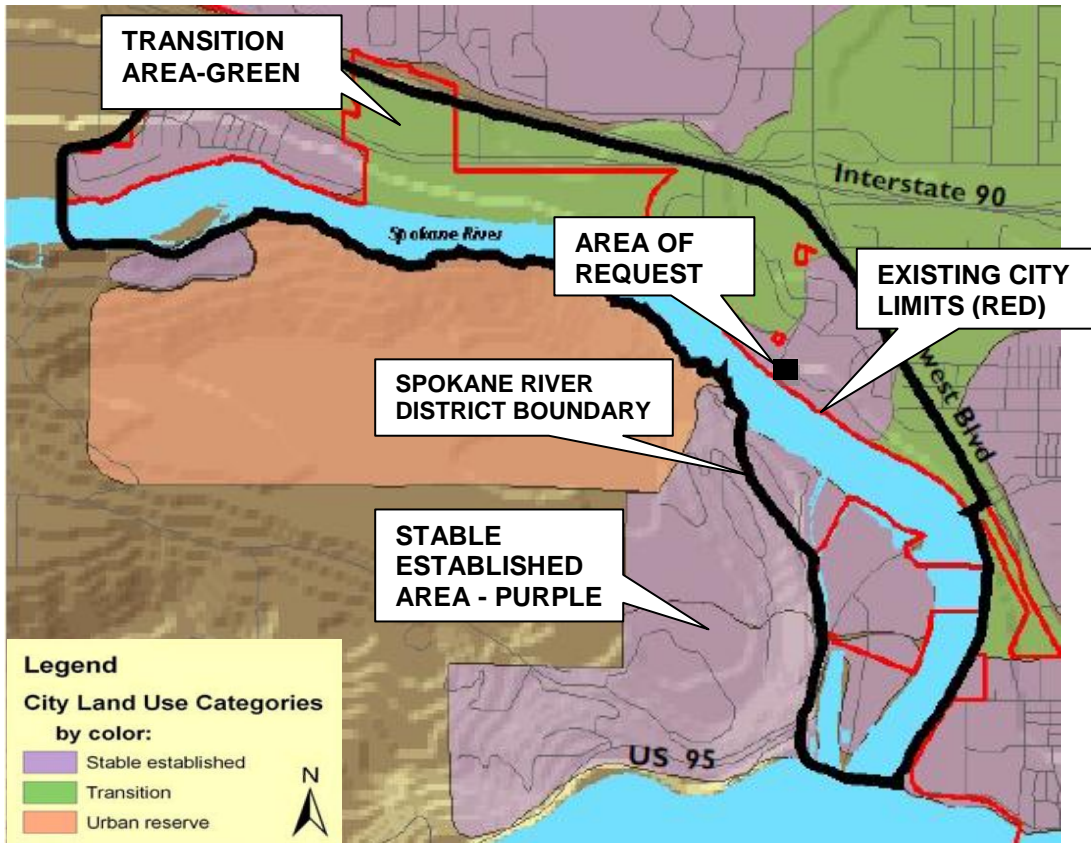 TRANSITION
AREA-GREEN
Interstate 90
Spokane River
AREA OF
REQUEST
EXISTING CITY
LIMITS (RED)
SPOKANE RIVER
DISTRICT BOUNDARY
west Blvd
STABLE
ESTABLISHED
AREA - PURPLE
US 95
Legend
City Land Use Categories
by color:
Stable established
Transition
Urban reserve
N